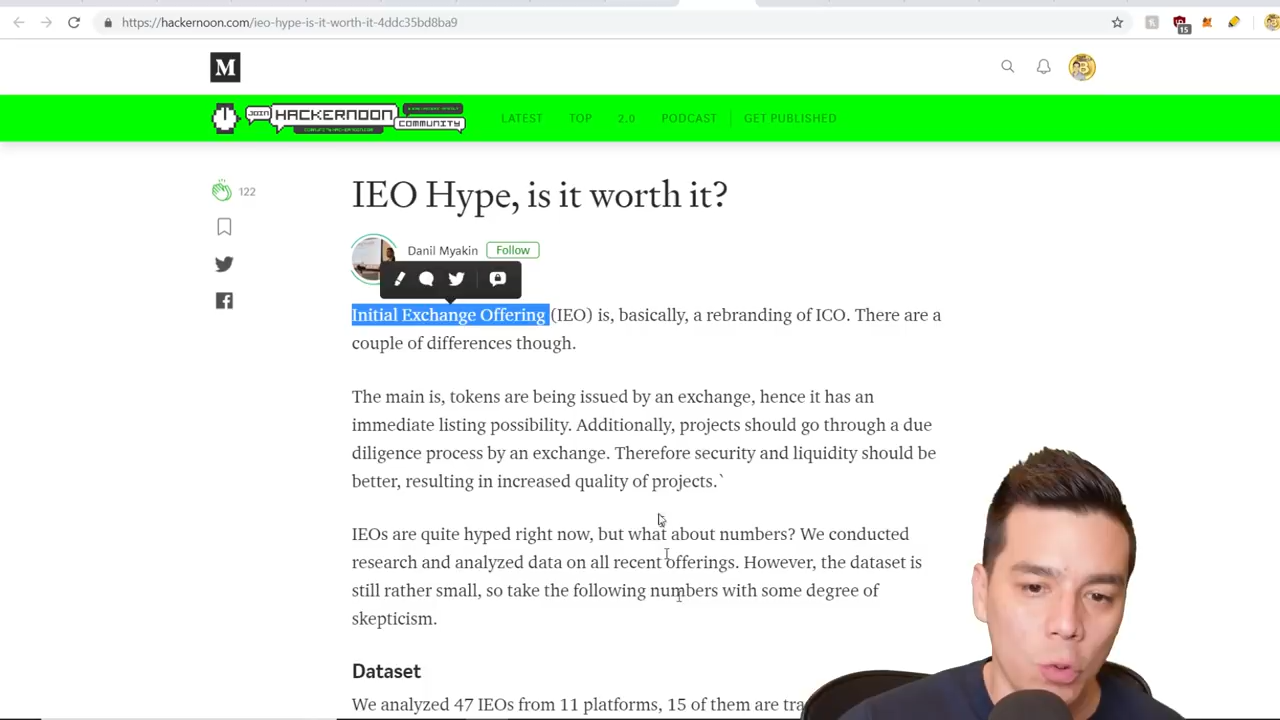 https://hackernoon.com/ieo-hype-is-it-worth-it-4ddc35bd8ba9
15
M
JOIN
HACKERNOON
COMMUNITY
LATEST
TOP
2.0
PODCAST
GET PUBLISHED
122
IEO Hype, is it worth it?
Danil Myakin
Follow
Initial Exchange Offering (IEO) is, basically, a rebranding of ICO. There are a
couple of differences though.
The main is, tokens are being issued by an exchange, hence it has an
immediate listing possibility. Additionally, projects should go through a due
diligence process by an exchange. Therefore security and liquidity should be
better, resulting in increased quality of projects.`
IEOs are quite hyped right now, but what about numbers? We conducted
research and analyzed data on all recent offerings. However, the dataset is
still rather small, so take the following numbers with some degree of
skepticism.
Dataset
We analyzed 47 IEOs from 11 platforms, 15 of them are tra